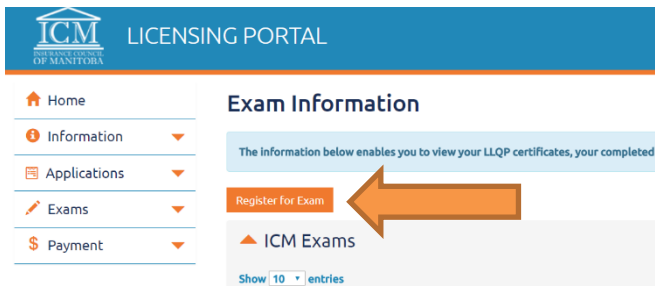 ICM
INSURANCE COUNCIL
OF MANITOBA
LICENSING PORTAL
Home
Information
Applications
Exams
Payment
Exam Information
The information below enables you to view your LLQP certificates, your completed
Register for Exam
ICM Exams
Show 10 entries